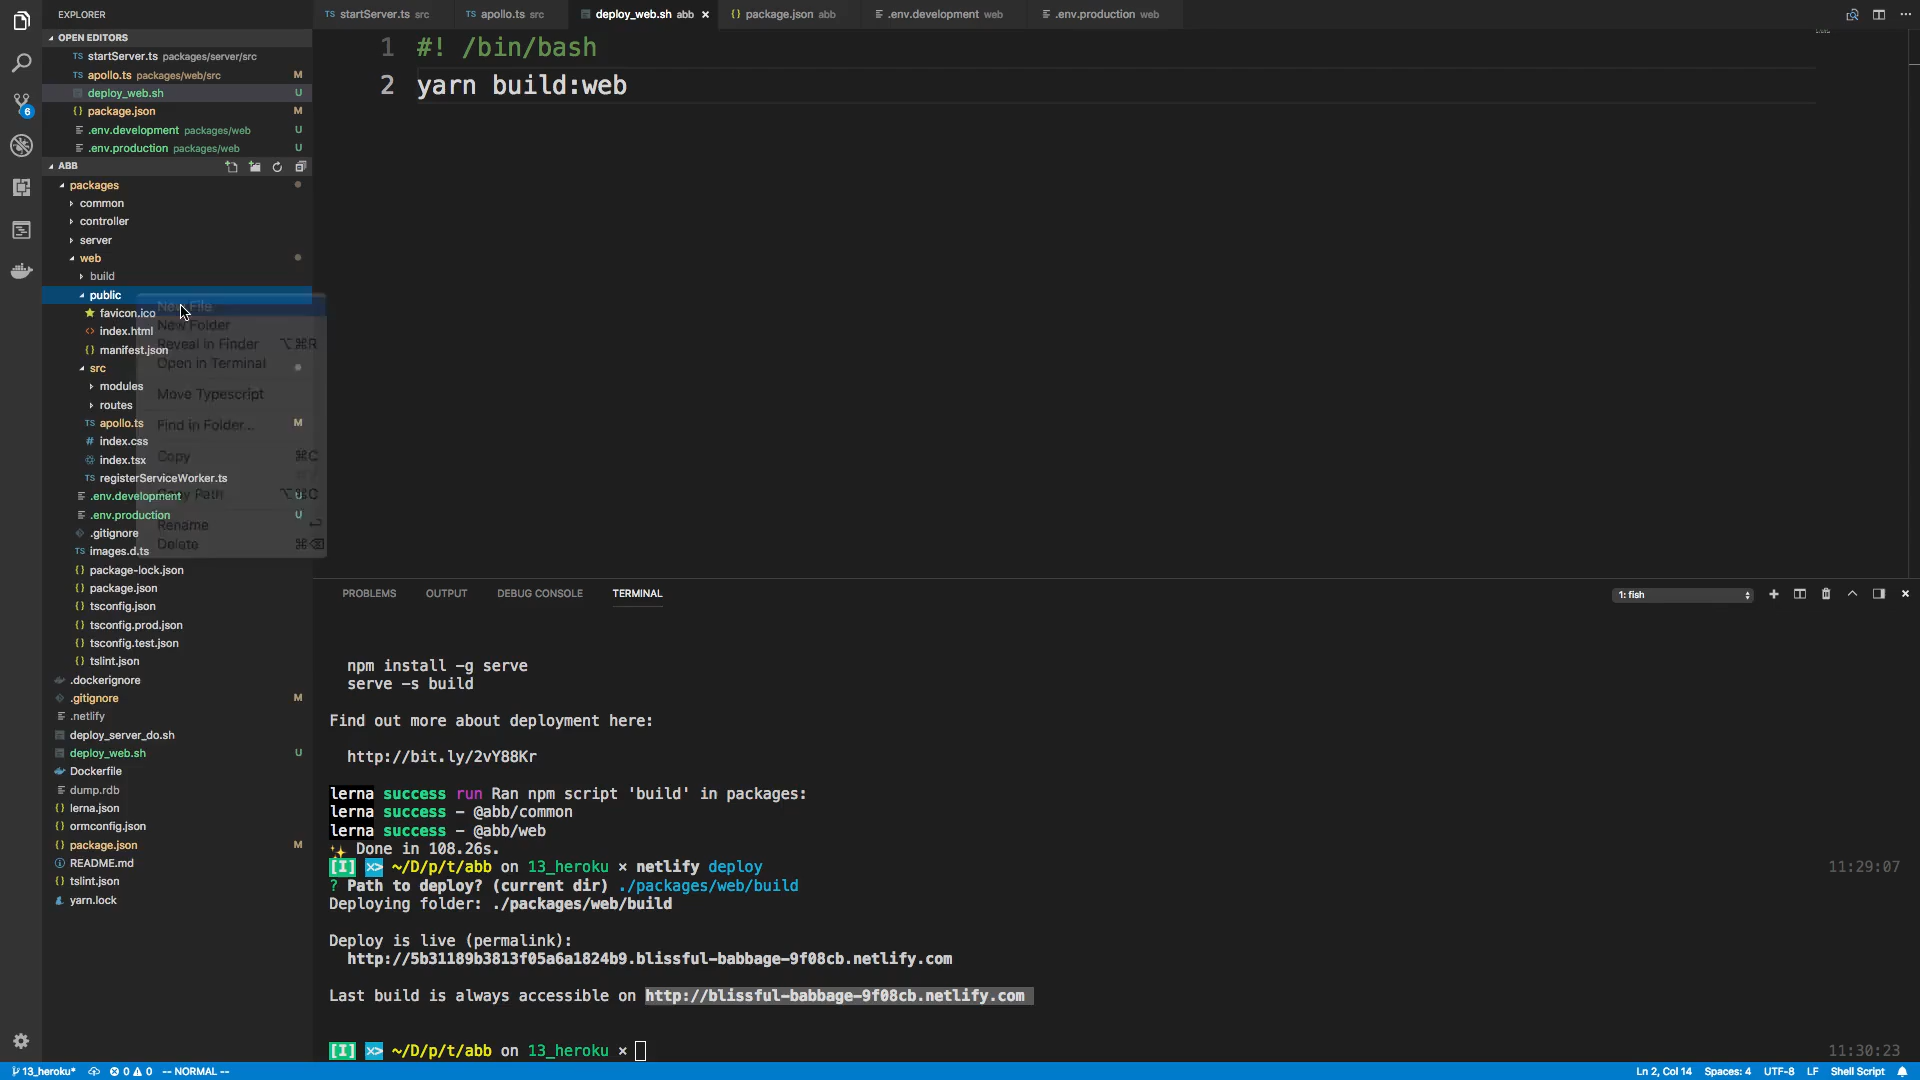 EXPLORER
OPEN EDITORS
TS startServer.ts packages/server/src
TS apollo.ts packages/web/src M
deploy_web.sh U
{} package.json M
.env.development packages/web U
.env.production packages/web U
ABB
packages
common
controller
server
web
build
public
favicon.ico
<> index.html
{} manifest.json
src
modules
routes
TS apollo.ts M
# index.css
index.tsx
TS registerServiceWorker.ts
.env.development U
.env.production U
.gitignore
TS images.d.ts
{} package-lock.json
{} package.json
{} tsconfig.json
{} tsconfig.prod.json
{} tsconfig.test.json
{} tslint.json
.dockerignore
.gitignore M
.netlify
deploy_server_do.sh
deploy_web.sh U
Dockerfile
dump.rdb
{} lerna.json
{} ormconfig.json
{} package.json M
README.md
{} tslint.json
yarn.lock
6
New File
New Folder
Reveal in Finder ⌥⌘R
Open in Terminal
Move Typescript
Find in Folder...
Copy ⌘C
Copy Path ⌥⌘C
Rename ↩
Delete ⌘⌫
TS startServer.ts src
TS apollo.ts src
deploy_web.sh abb ×
{} package.json abb
.env.development web
.env.production web
1 #! /bin/bash
2 yarn build:web
PROBLEMS OUTPUT DEBUG CONSOLE TERMINAL
1: fish
npm install -g serve
serve -s build
Find out more about deployment here:
http://bit.ly/2vY88Kr
lerna success run Ran npm script 'build' in packages:
lerna success - @abb/common
lerna success - @abb/web
✨ Done in 108.26s.
[I] ~/D/p/t/abb on 13_heroku × netlify deploy 11:29:07
? Path to deploy? (current dir) ./packages/web/build
Deploying folder: ./packages/web/build
Deploy is live (permalink):
http://5b31189b3813f05a6a1824b9.blissful-babbage-9f08cb.netlify.com
Last build is always accessible on http://blissful-babbage-9f08cb.netlify.com
[I] ~/D/p/t/abb on 13_heroku × 11:30:23
13_heroku* 0 0 -- NORMAL --
Ln 2, Col 14 Spaces: 4 UTF-8 LF Shell Script